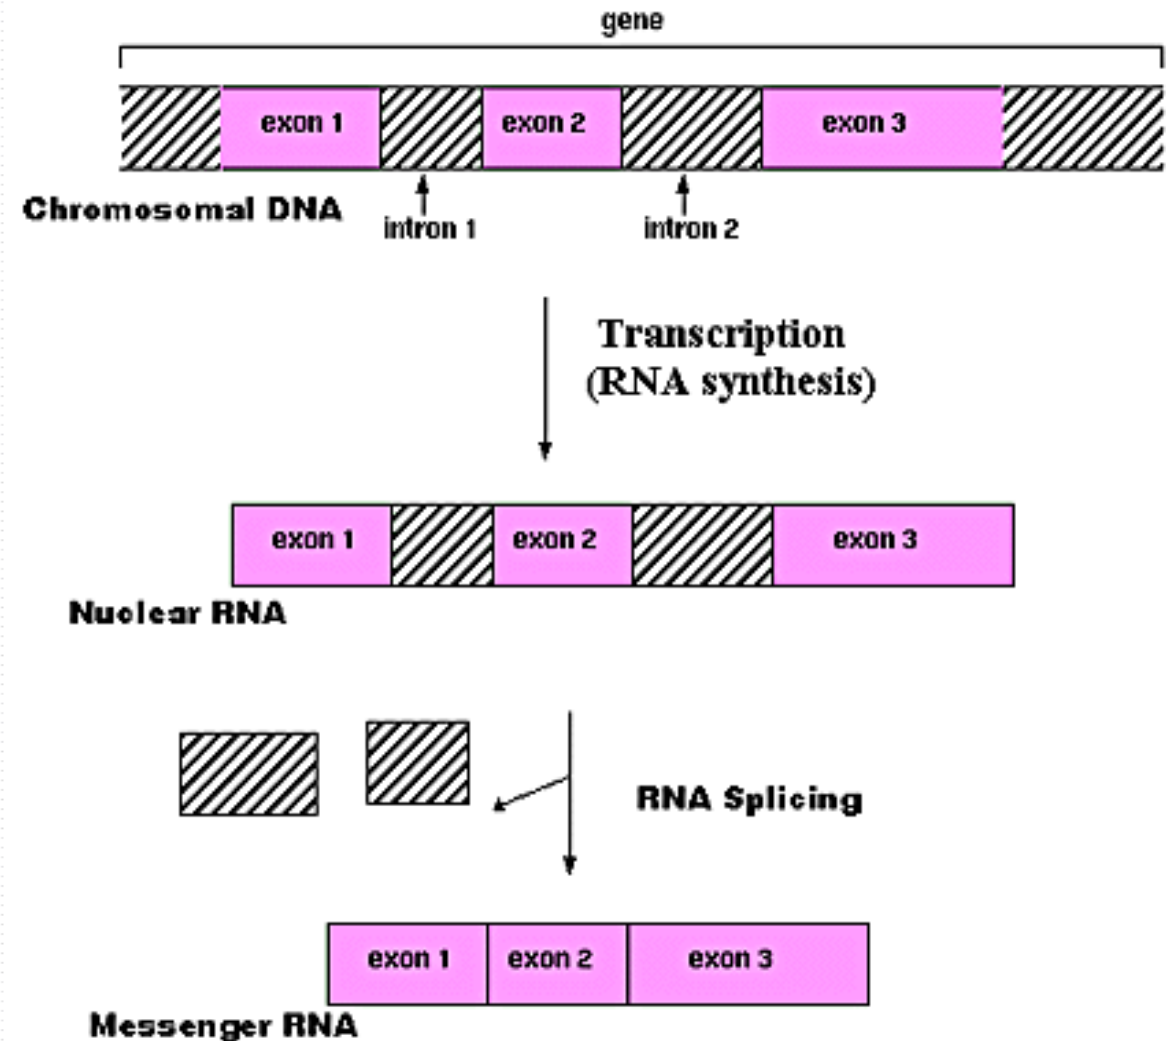 gene
exon 1
exon 2
exon 3
Chromosomal DNA
intron 1
intron 2
Transcription
(RNA synthesis)
exon 1
exon 2
exon 3
Nuclear RNA
RNA Splicing
exon 1
exon 2
exon 3
Messenger RNA